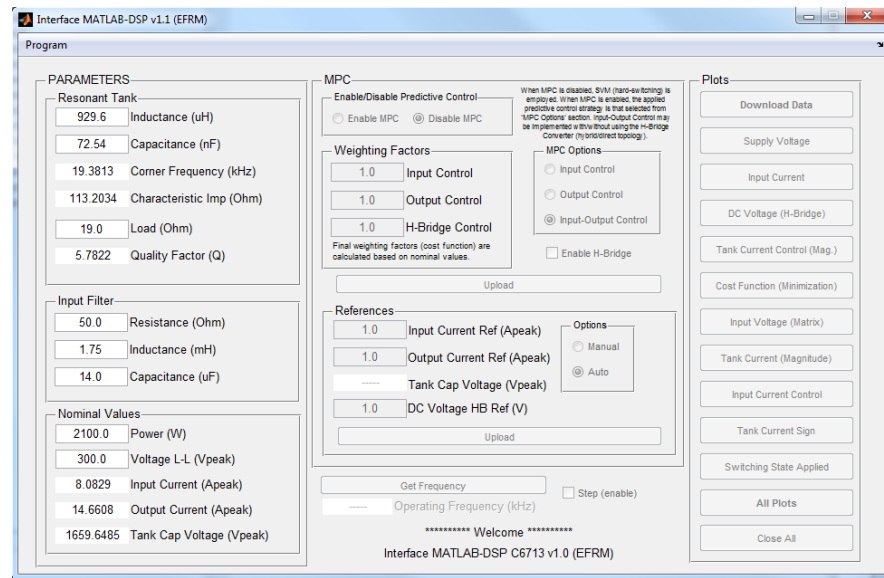 Interface MATLAB-DSP v1.1 (EFRM)
Program
PARAMETERS
Resonant Tank
929.6 Inductance (uH)
72.54 Capacitance (nF)
19.3813 Corner Frequency (kHz)
113.2034 Characteristic Imp (Ohm)
19.0 Load (Ohm)
5.7822 Quality Factor (Q)
Input Filter
50.0 Resistance (Ohm)
1.75 Inductance (mH)
14.0 Capacitance (uF)
Nominal Values
2100.0 Power (W)
300.0 Voltage L-L (Vpeak)
8.0829 Input Current (Apeak)
14.6608 Output Current (Apeak)
1659.6485 Tank Cap Voltage (Vpeak)
MPC
Enable/Disable Predictive Control
Enable MPC Disable MPC
When MPC is disabled, SVM (hard-switching) is
employed. When MPC is enabled, the applied
predictive control strategy is that selected from
'MPC Options' section. Input-Output Control may
be implemented with/without using the H-Bridge
Converter (hybrid/direct topology).
Weighting Factors
1.0 Input Control
1.0 Output Control
1.0 H-Bridge Control
Final weighting factors (cost function) are
calculated based on nominal values.
MPC Options
Input Control
Output Control
Input-Output Control
Enable H-Bridge
Upload
References
1.0 Input Current Ref (Apeak)
1.0 Output Current Ref (Apeak)
----- Tank Cap Voltage (Vpeak)
1.0 DC Voltage HB Ref (V)
Options
Manual
Auto
Upload
Get Frequency
Step (enable)
----- Operating Frequency (kHz)
********** Welcome **********
Interface MATLAB-DSP C6713 v1.0 (EFRM)
Plots
Download Data
Supply Voltage
Input Current
DC Voltage (H-Bridge)
Tank Current Control (Mag.)
Cost Function (Minimization)
Input Voltage (Matrix)
Tank Current (Magnitude)
Input Current Control
Tank Current Sign
Switching State Applied
All Plots
Close All